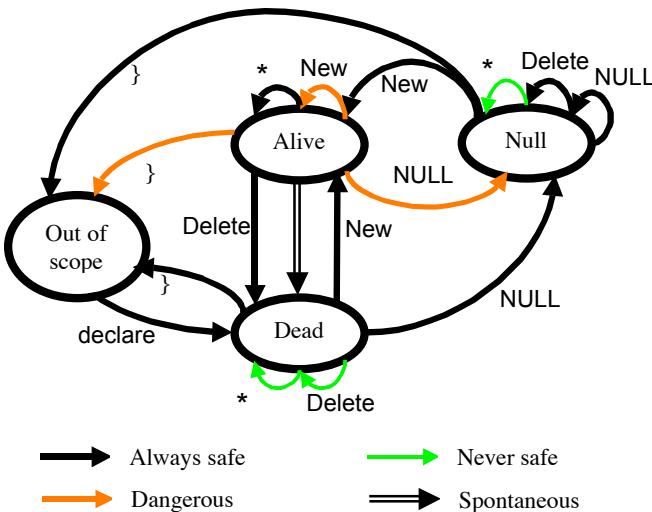 }
*
New
New
*
Delete
NULL
Alive
Null
}
NULL
Out of
scope
Delete
New
}
declare
Dead
NULL
*
Delete
Always safe
Never safe
Dangerous
Spontaneous